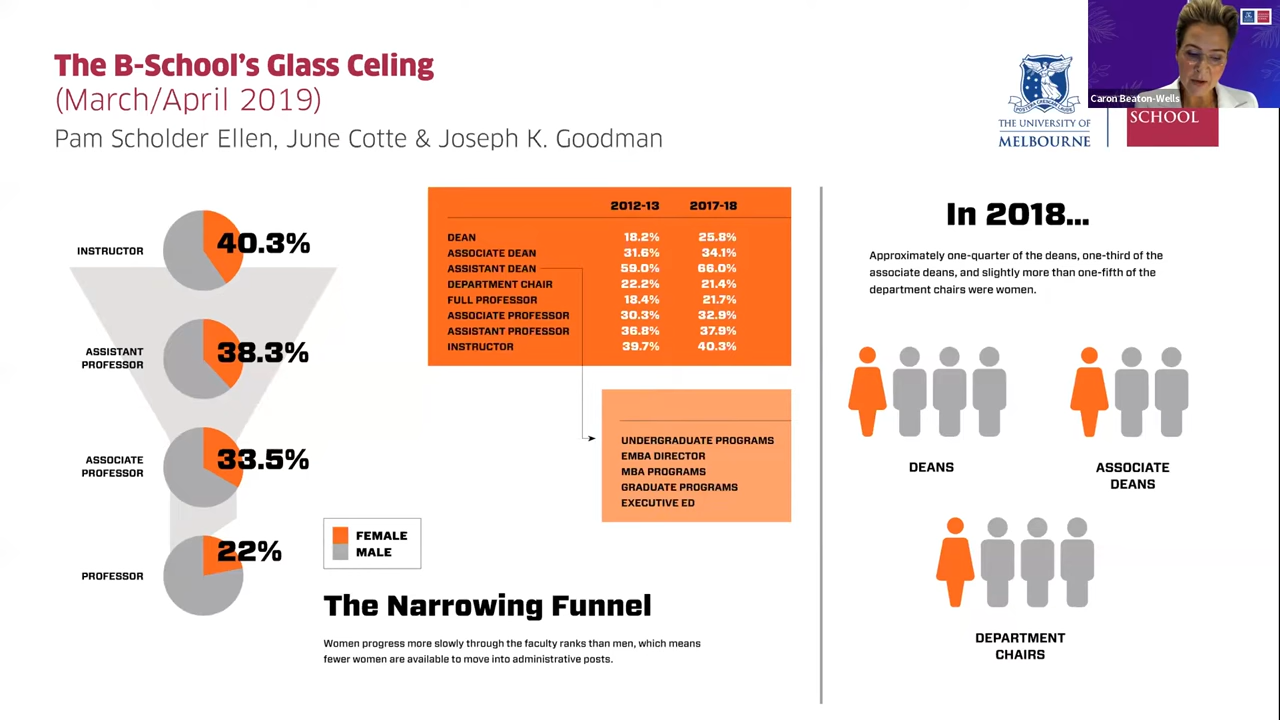 The B-School's Glass Celing
(March/April 2019)
Pam Scholder Ellen, June Cotte & Joseph K. Goodman
Caron Beaton-Wells
THE UNIVERSITY OF
MELBOURNE
SCHOOL
INSTRUCTOR
40.3%
ASSISTANT
PROFESSOR
38.3%
ASSOCIATE
PROFESSOR
33.5%
PROFESSOR
22%
2012-13 2017-18
DEAN 18.2% 25.8%
ASSOCIATE DEAN 31.6% 34.1%
ASSISTANT DEAN 59.0% 66.0%
DEPARTMENT CHAIR 22.2% 21.4%
FULL PROFESSOR 18.4% 21.7%
ASSOCIATE PROFESSOR 30.3% 32.9%
ASSISTANT PROFESSOR 36.8% 37.9%
INSTRUCTOR 39.7% 40.3%
UNDERGRADUATE PROGRAMS
EMBA DIRECTOR
MBA PROGRAMS
GRADUATE PROGRAMS
EXECUTIVE ED
FEMALE
MALE
The Narrowing Funnel
Women progress more slowly through the faculty ranks than men, which means
fewer women are available to move into administrative posts.
In 2018...
Approximately one-quarter of the deans, one-third of the
associate deans, and slightly more than one-fifth of the
department chairs were women.
DEANS
ASSOCIATE
DEANS
DEPARTMENT
CHAIRS